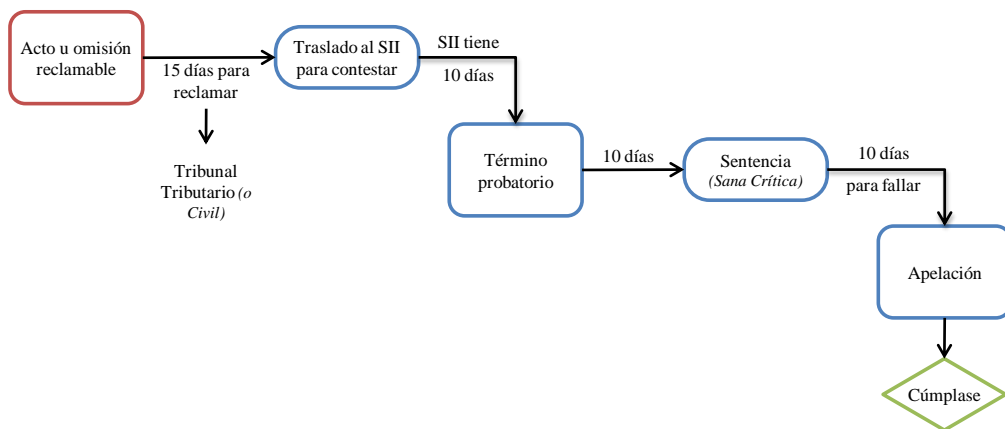 Acto u omisión
reclamable
15 días para
reclamar
Tribunal
Tributario (o
Civil)
Traslado al SII
para contestar
SII tiene
10 días
Término
probatorio
10 días
Sentencia
(Sana Crítica)
10 días
para fallar
Apelación
Cúmplase